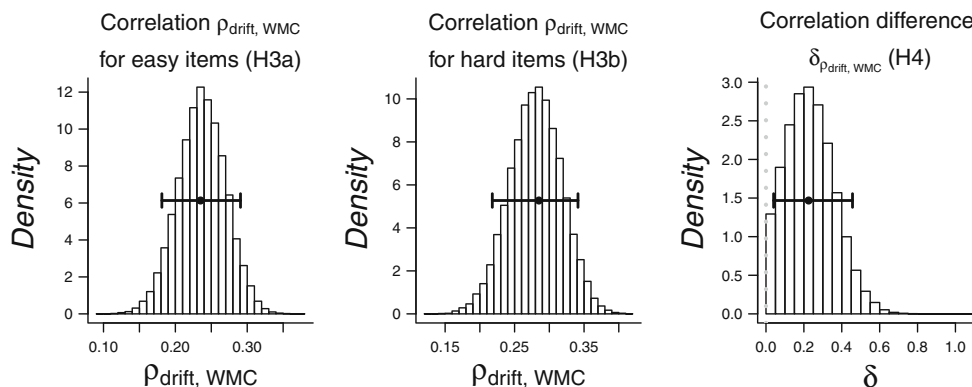 Correlation ρdrift, WMC
for easy items (H3a)
Density
12
10
8
6
4
2
0
0.10
0.20
0.30
ρdrift, WMC
Correlation ρdrift, WMC
for hard items (H3b)
Density
10
8
6
4
2
0
0.15
0.25
0.35
ρdrift, WMC
Correlation difference
δρdrift, WMC (H4)
Density
3.0
2.5
2.0
1.5
1.0
0.5
0.0
0.0
0.2
0.4
0.6
0.8
1.0
δ